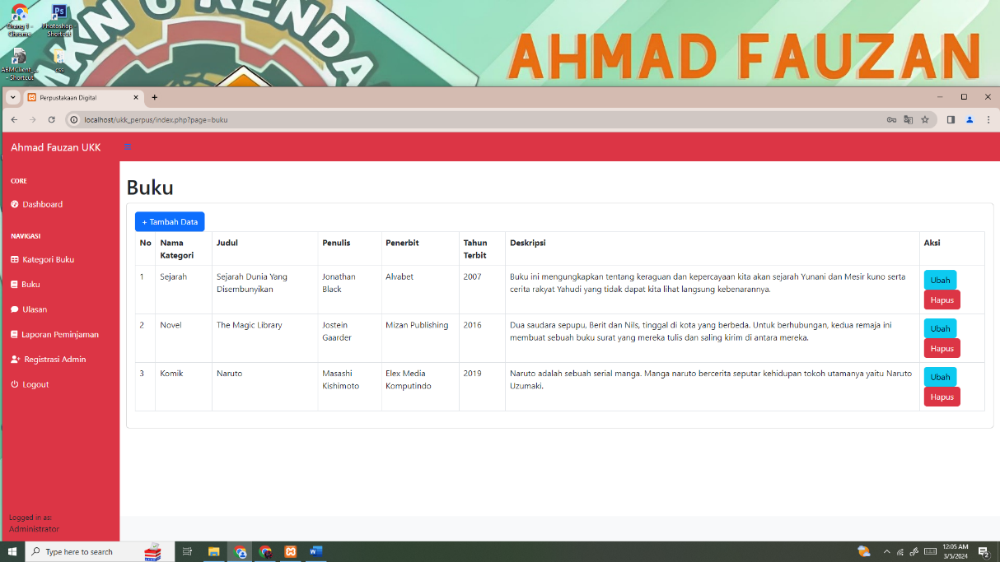 AHMAD FAUZAN
Photoshop -
Shortcut
Chrome
- Shortcut
css
Perpustakaan Digital
localhost/ukk_perpus/index.php?page=buku
Ahmad Fauzan UKK
CORE
Dashboard
NAVIGASI
Kategori Buku
Buku
Ulasan
Laporan Peminjaman
Registrasi Admin
Logout
Logged in as:
Administrator
Buku
+ Tambah Data
No Nama Kategori Judul Penulis Penerbit Tahun Terbit Deskripsi Aksi
1 Sejarah Sejarah Dunia Yang Disembunyikan Jonathan Black Alvabet 2007 Buku ini mengungkapkan tentang keraguan dan kepercayaan kita akan sejarah Yunani dan Mesir kuno serta
cerita rakyat Yahudi yang tidak dapat kita lihat langsung kebenarannya.
Ubah
Hapus
2 Novel The Magic Library Jostein Gaarder Mizan Publishing 2016 Dua saudara sepupu, Berit dan Nils, tinggal di kota yang berbeda. Untuk berhubungan, kedua remaja ini
membuat sebuah buku surat yang mereka tulis dan saling kirim di antara mereka.
Ubah
Hapus
3 Komik Naruto Masashi Kishimoto Elex Media Komputindo 2019 Naruto adalah sebuah serial manga. Manga naruto bercerita seputar kehidupan tokoh utamanya yaitu Naruto
Uzumaki.
Ubah
Hapus
Type here to search
12:05 AM
3/5/2024
2